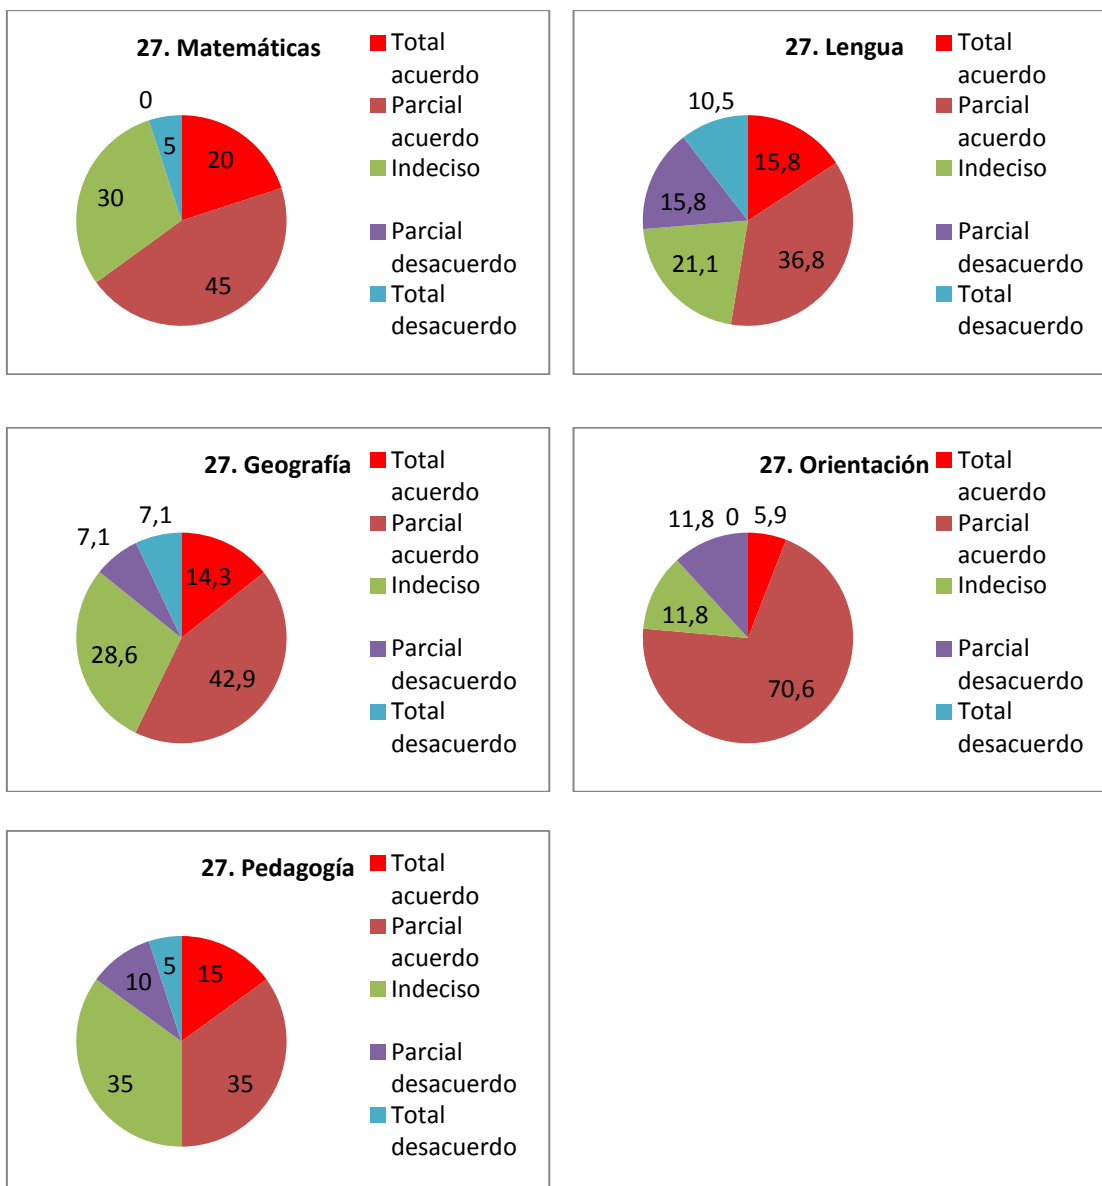 27. Matemáticas
Total
acuerdo
Parcial
acuerdo
Indeciso
Parcial
desacuerdo
Total
desacuerdo
0
5
20
30
45
27. Lengua
Total
acuerdo
Parcial
acuerdo
Indeciso
Parcial
desacuerdo
Total
desacuerdo
10,5
15,8
15,8
21,1
36,8
27. Geografía
Total
acuerdo
Parcial
acuerdo
Indeciso
Parcial
desacuerdo
Total
desacuerdo
7,1
7,1
14,3
28,6
42,9
27. Orientación
Total
acuerdo
Parcial
acuerdo
Indeciso
Parcial
desacuerdo
Total
desacuerdo
11,8
0
5,9
11,8
70,6
27. Pedagogía
Total
acuerdo
Parcial
acuerdo
Indeciso
Parcial
desacuerdo
Total
desacuerdo
5
15
10
35
35